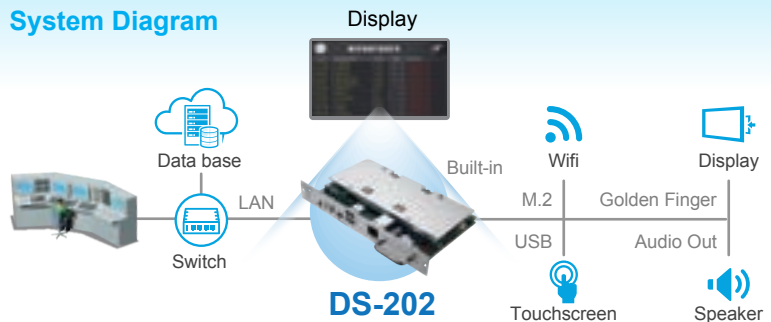 System Diagram
Display
Data base
Built-in
Wifi
Display
LAN
M.2
Golden Finger
Switch
USB
Audio Out
DS-202
Touchscreen
Speaker